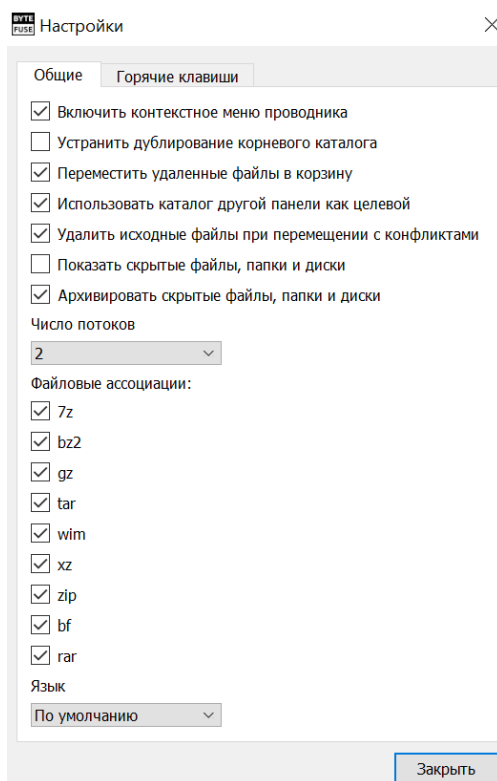 BYTE
FUSE
Настройки
Общие
Горячие клавиши
Включить контекстное меню проводника
Устранить дублирование корневого каталога
Переместить удаленные файлы в корзину
Использовать каталог другой панели как целевой
Удалить исходные файлы при перемещении с конфликтами
Показать скрытые файлы, папки и диски
Архивировать скрытые файлы, папки и диски
Число потоков
2
Файловые ассоциации:
7z
bz2
gz
tar
wim
xz
zip
bf
rar
Язык
По умолчанию
Закрыть